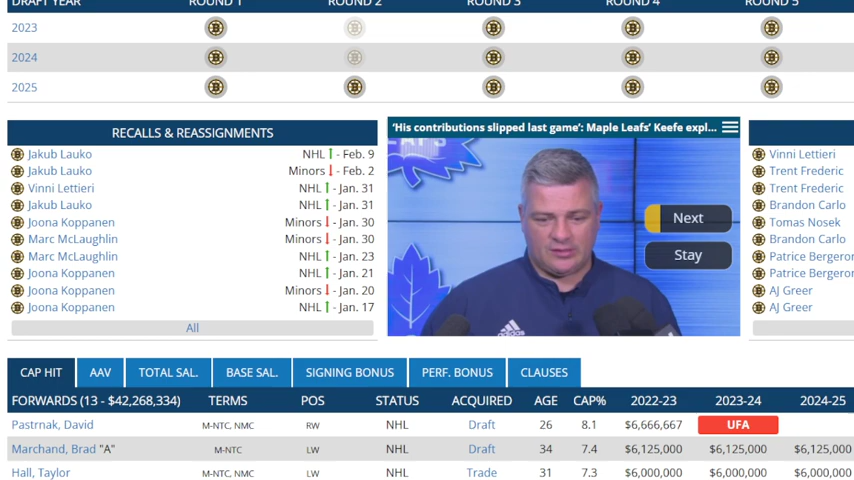 DRAFT YEAR ROUND 1 ROUND 2 ROUND 3 ROUND 4 ROUND 5
2023
2024
2025
RECALLS & REASSIGNMENTS
Jakub Lauko NHL ↑ - Feb. 9
Jakub Lauko Minors ↓ - Feb. 2
Vinni Lettieri NHL ↑ - Jan. 31
Jakub Lauko NHL ↑ - Jan. 31
Joona Koppanen Minors ↓ - Jan. 30
Marc McLaughlin Minors ↓ - Jan. 30
Marc McLaughlin NHL ↑ - Jan. 23
Joona Koppanen NHL ↑ - Jan. 21
Joona Koppanen Minors ↓ - Jan. 20
Joona Koppanen NHL ↑ - Jan. 17
All
'His contributions slipped last game': Maple Leafs' Keefe expl...
Next
Stay
adidas
Vinni Lettieri
Trent Frederic
Trent Frederic
Brandon Carlo
Tomas Nosek
Brandon Carlo
Patrice Bergeron
Patrice Bergeron
AJ Greer
AJ Greer
CAP HIT AAV TOTAL SAL. BASE SAL. SIGNING BONUS PERF. BONUS CLAUSES
FORWARDS (13 - $42,268,334) TERMS POS STATUS ACQUIRED AGE CAP% 2022-23 2023-24 2024-25
Pastrnak, David M-NTC, NMC RW NHL Draft 26 8.1 $6,666,667 UFA
Marchand, Brad "A" M-NTC LW NHL Draft 34 7.4 $6,125,000 $6,125,000 $6,125,000
Hall, Taylor M-NTC, NMC LW NHL Trade 31 7.3 $6,000,000 $6,000,000 $6,000,000